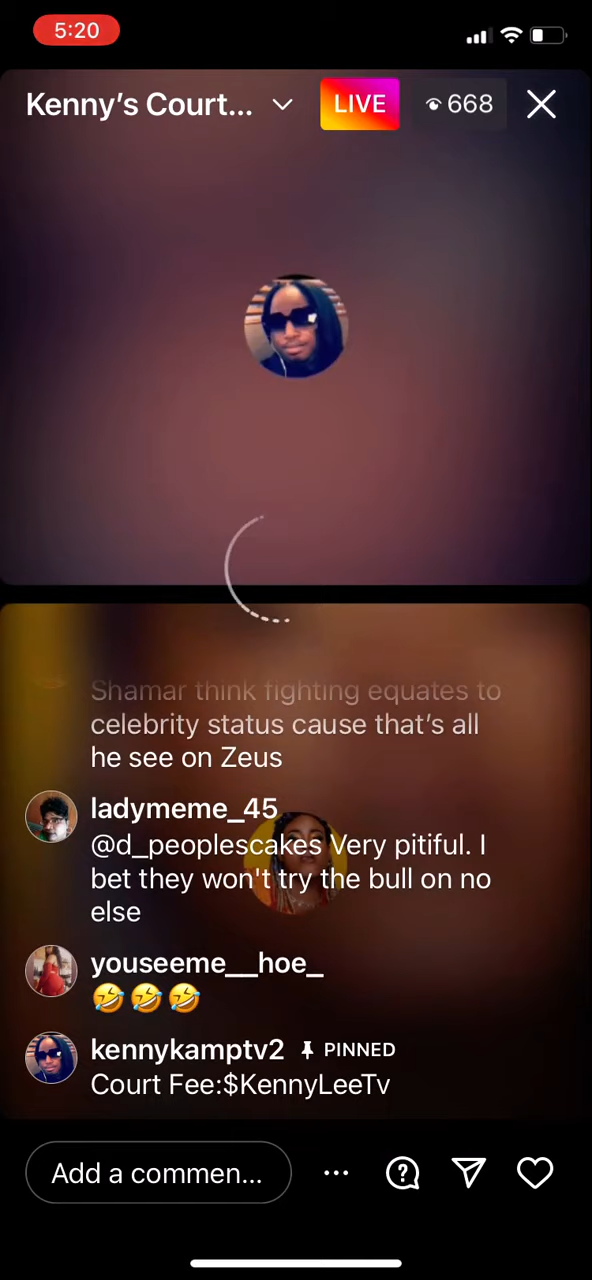 5:20
Kenny's Court...
LIVE
668
Shamar think fighting equates to
celebrity status cause that's all
he see on Zeus
ladymeme_45
@d_peoplescakes Very pitiful. I
bet they won't try the bull on no
else
youseeme__hoe_
🤣🤣🤣
kennykamptv2 PINNED
Court Fee:$KennyLeeTv
Add a commen...